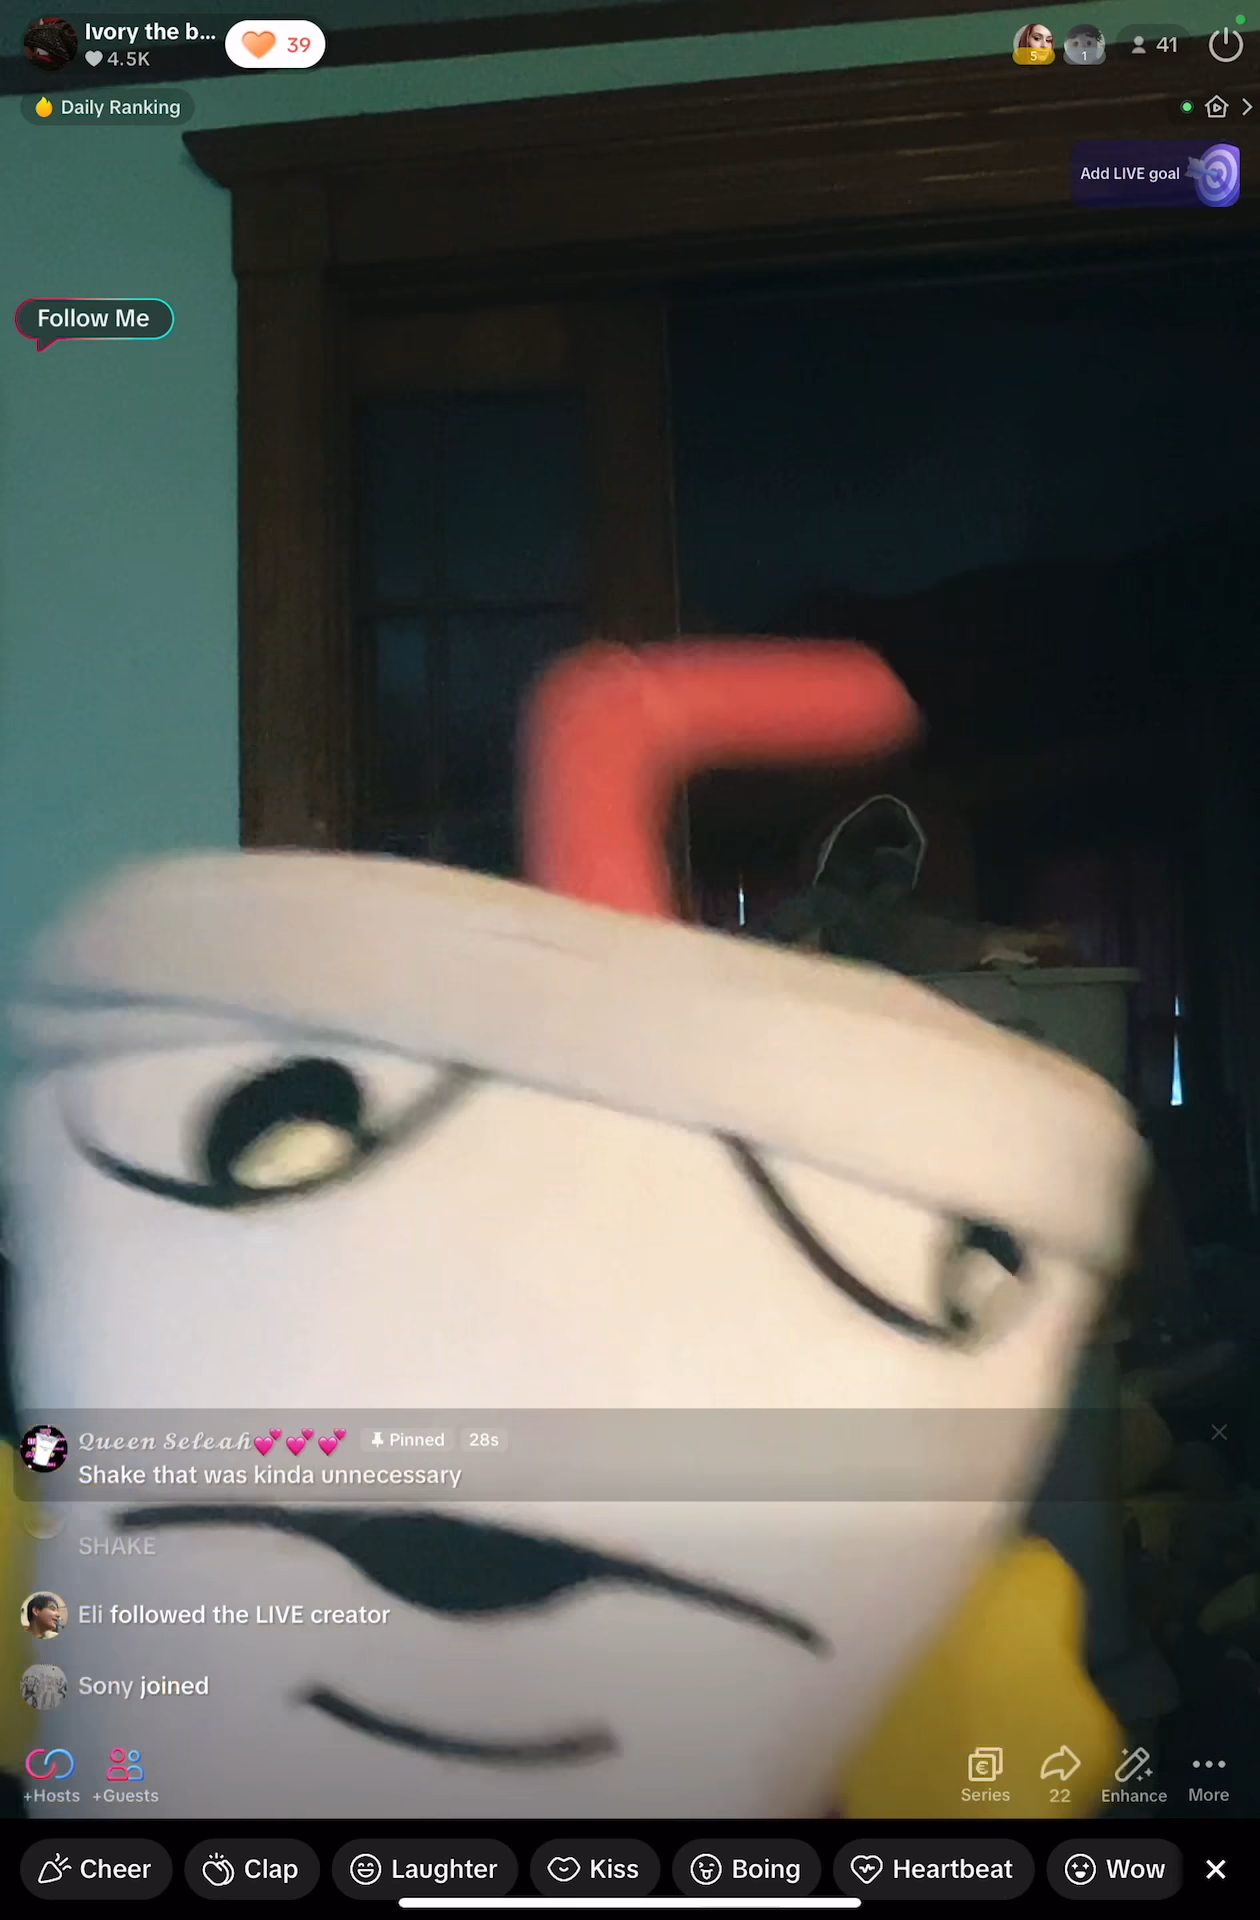 Ivory the b...
4.5K
39
5
1
41
Daily Ranking
Add LIVE goal
Follow Me
Queen Seleah💕💕💕 Pinned 28s
Shake that was kinda unnecessary
SHAKE
Eli followed the LIVE creator
Sony joined
+Hosts
+Guests
Series
22
Enhance
More
Cheer
Clap
Laughter
Kiss
Boing
Heartbeat
Wow